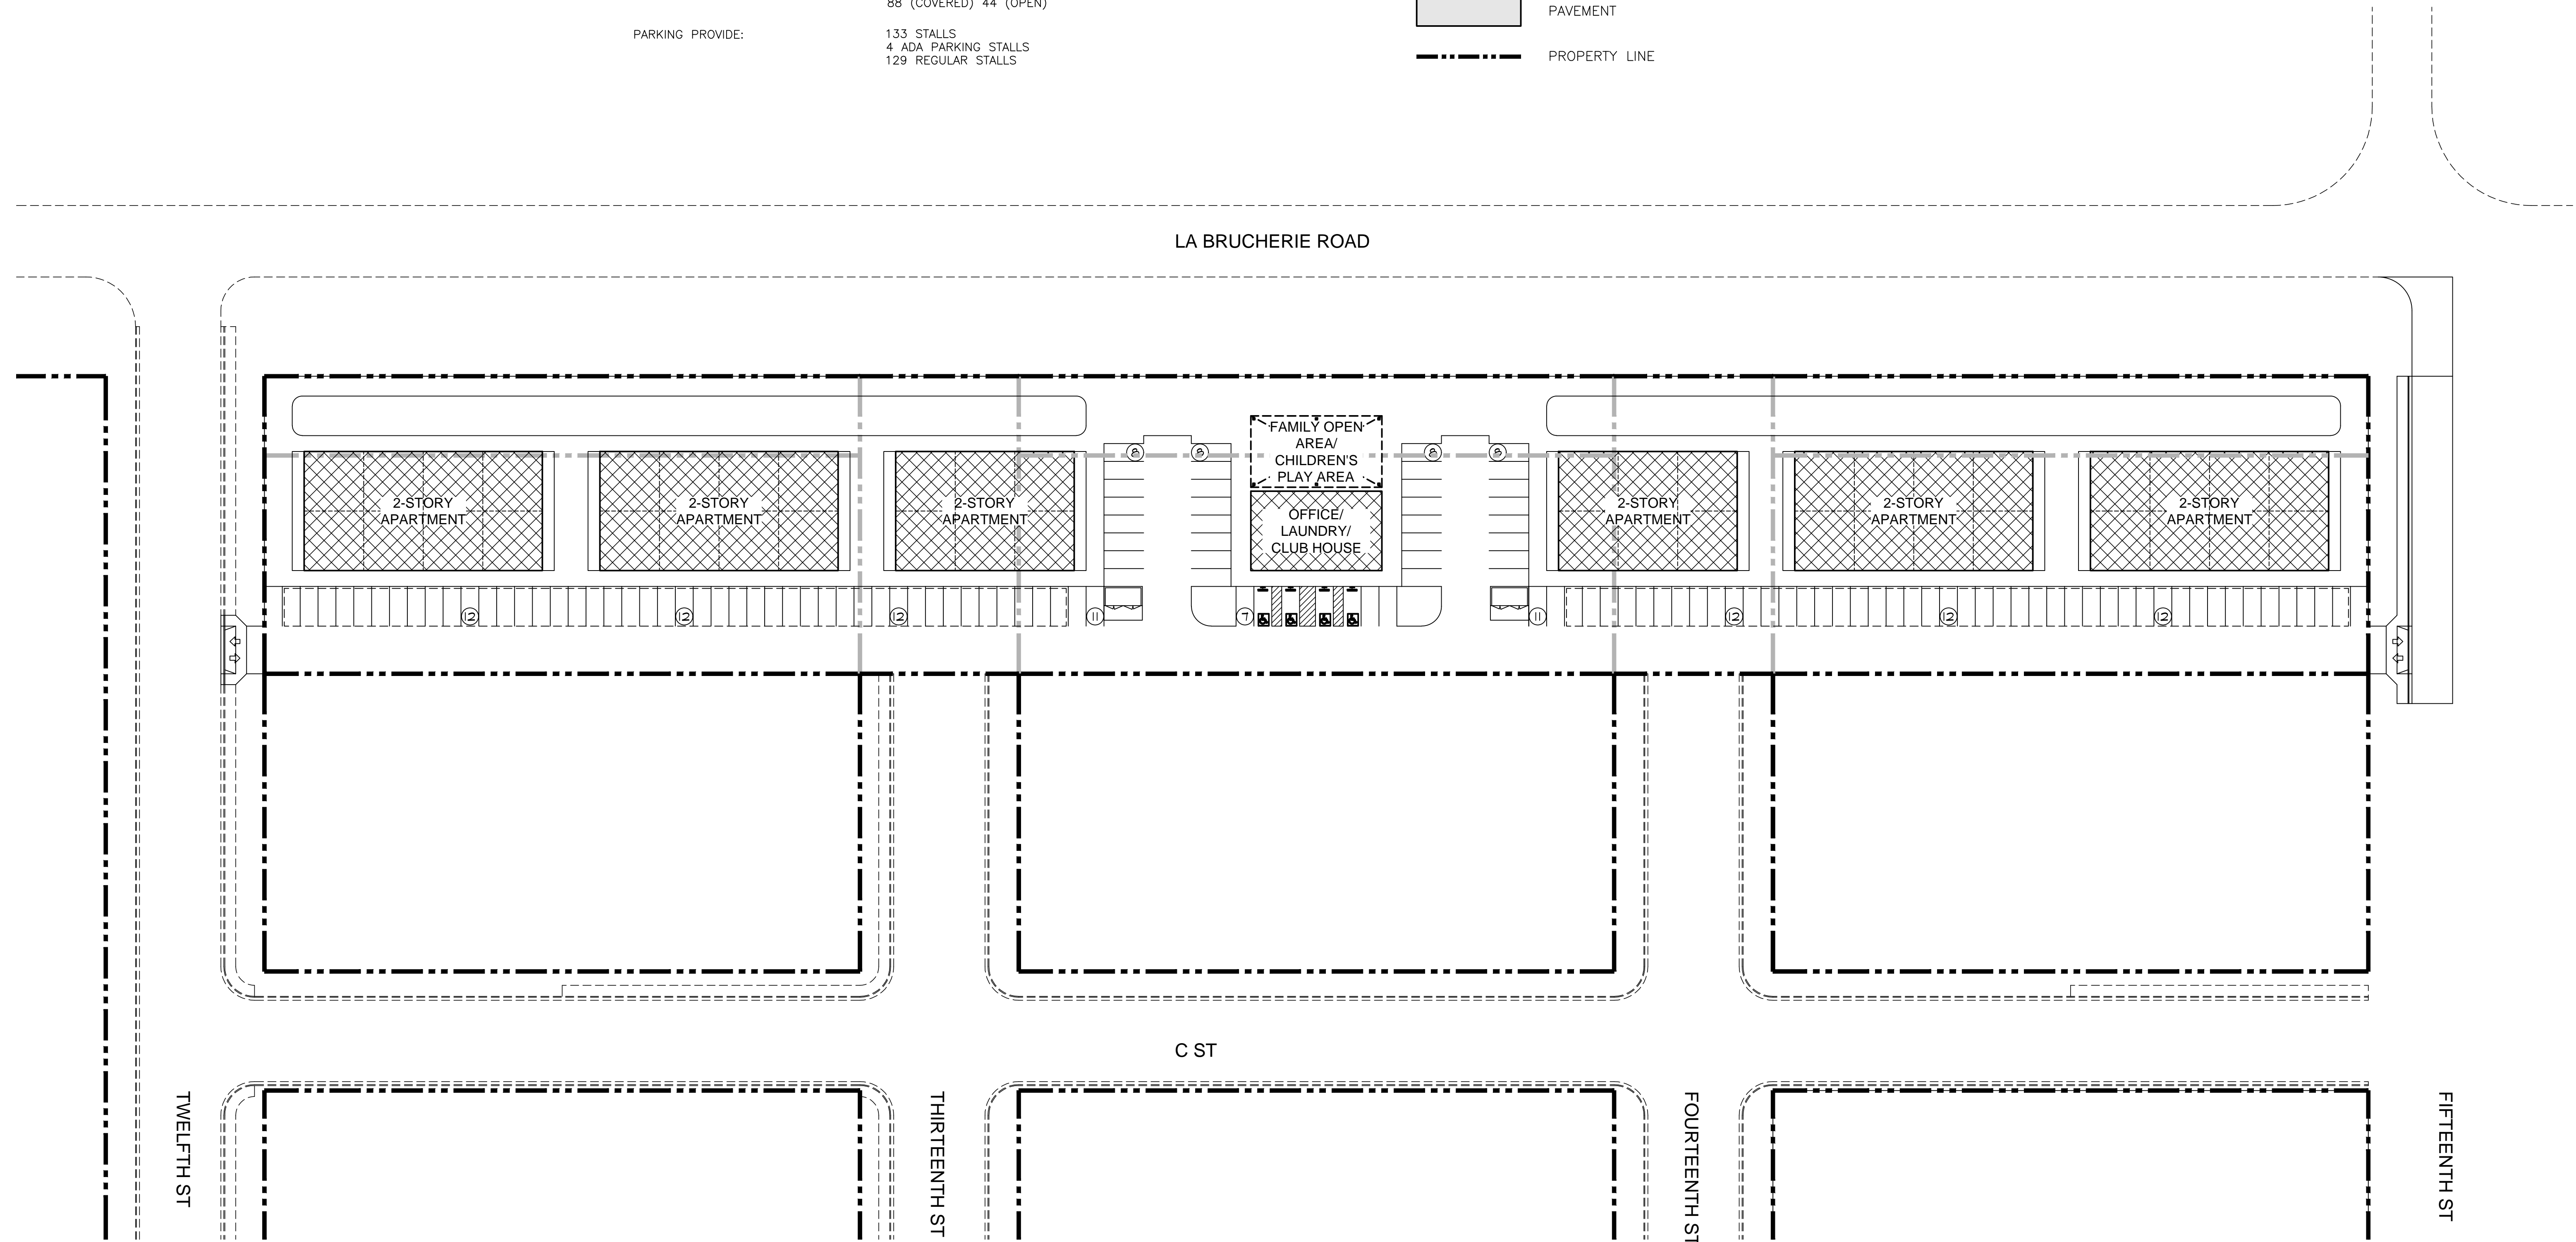 88 (COVERED) 44 (OPEN)
PARKING PROVIDE:
133 STALLS
4 ADA PARKING STALLS
129 REGULAR STALLS
PAVEMENT
PROPERTY LINE
LA BRUCHERIE ROAD
FAMILY OPEN
AREA/
CHILDREN'S
PLAY AREA
8
8
8
8
2-STORY
APARTMENT
2-STORY
APARTMENT
2-STORY
APARTMENT
OFFICE/
LAUNDRY/
CLUB HOUSE
2-STORY
APARTMENT
2-STORY
APARTMENT
2-STORY
APARTMENT
12
12
12
11
7
11
12
12
12
C ST
TWELFTH ST
THIRTEENTH ST
FOURTEENTH ST
FIFTEENTH ST